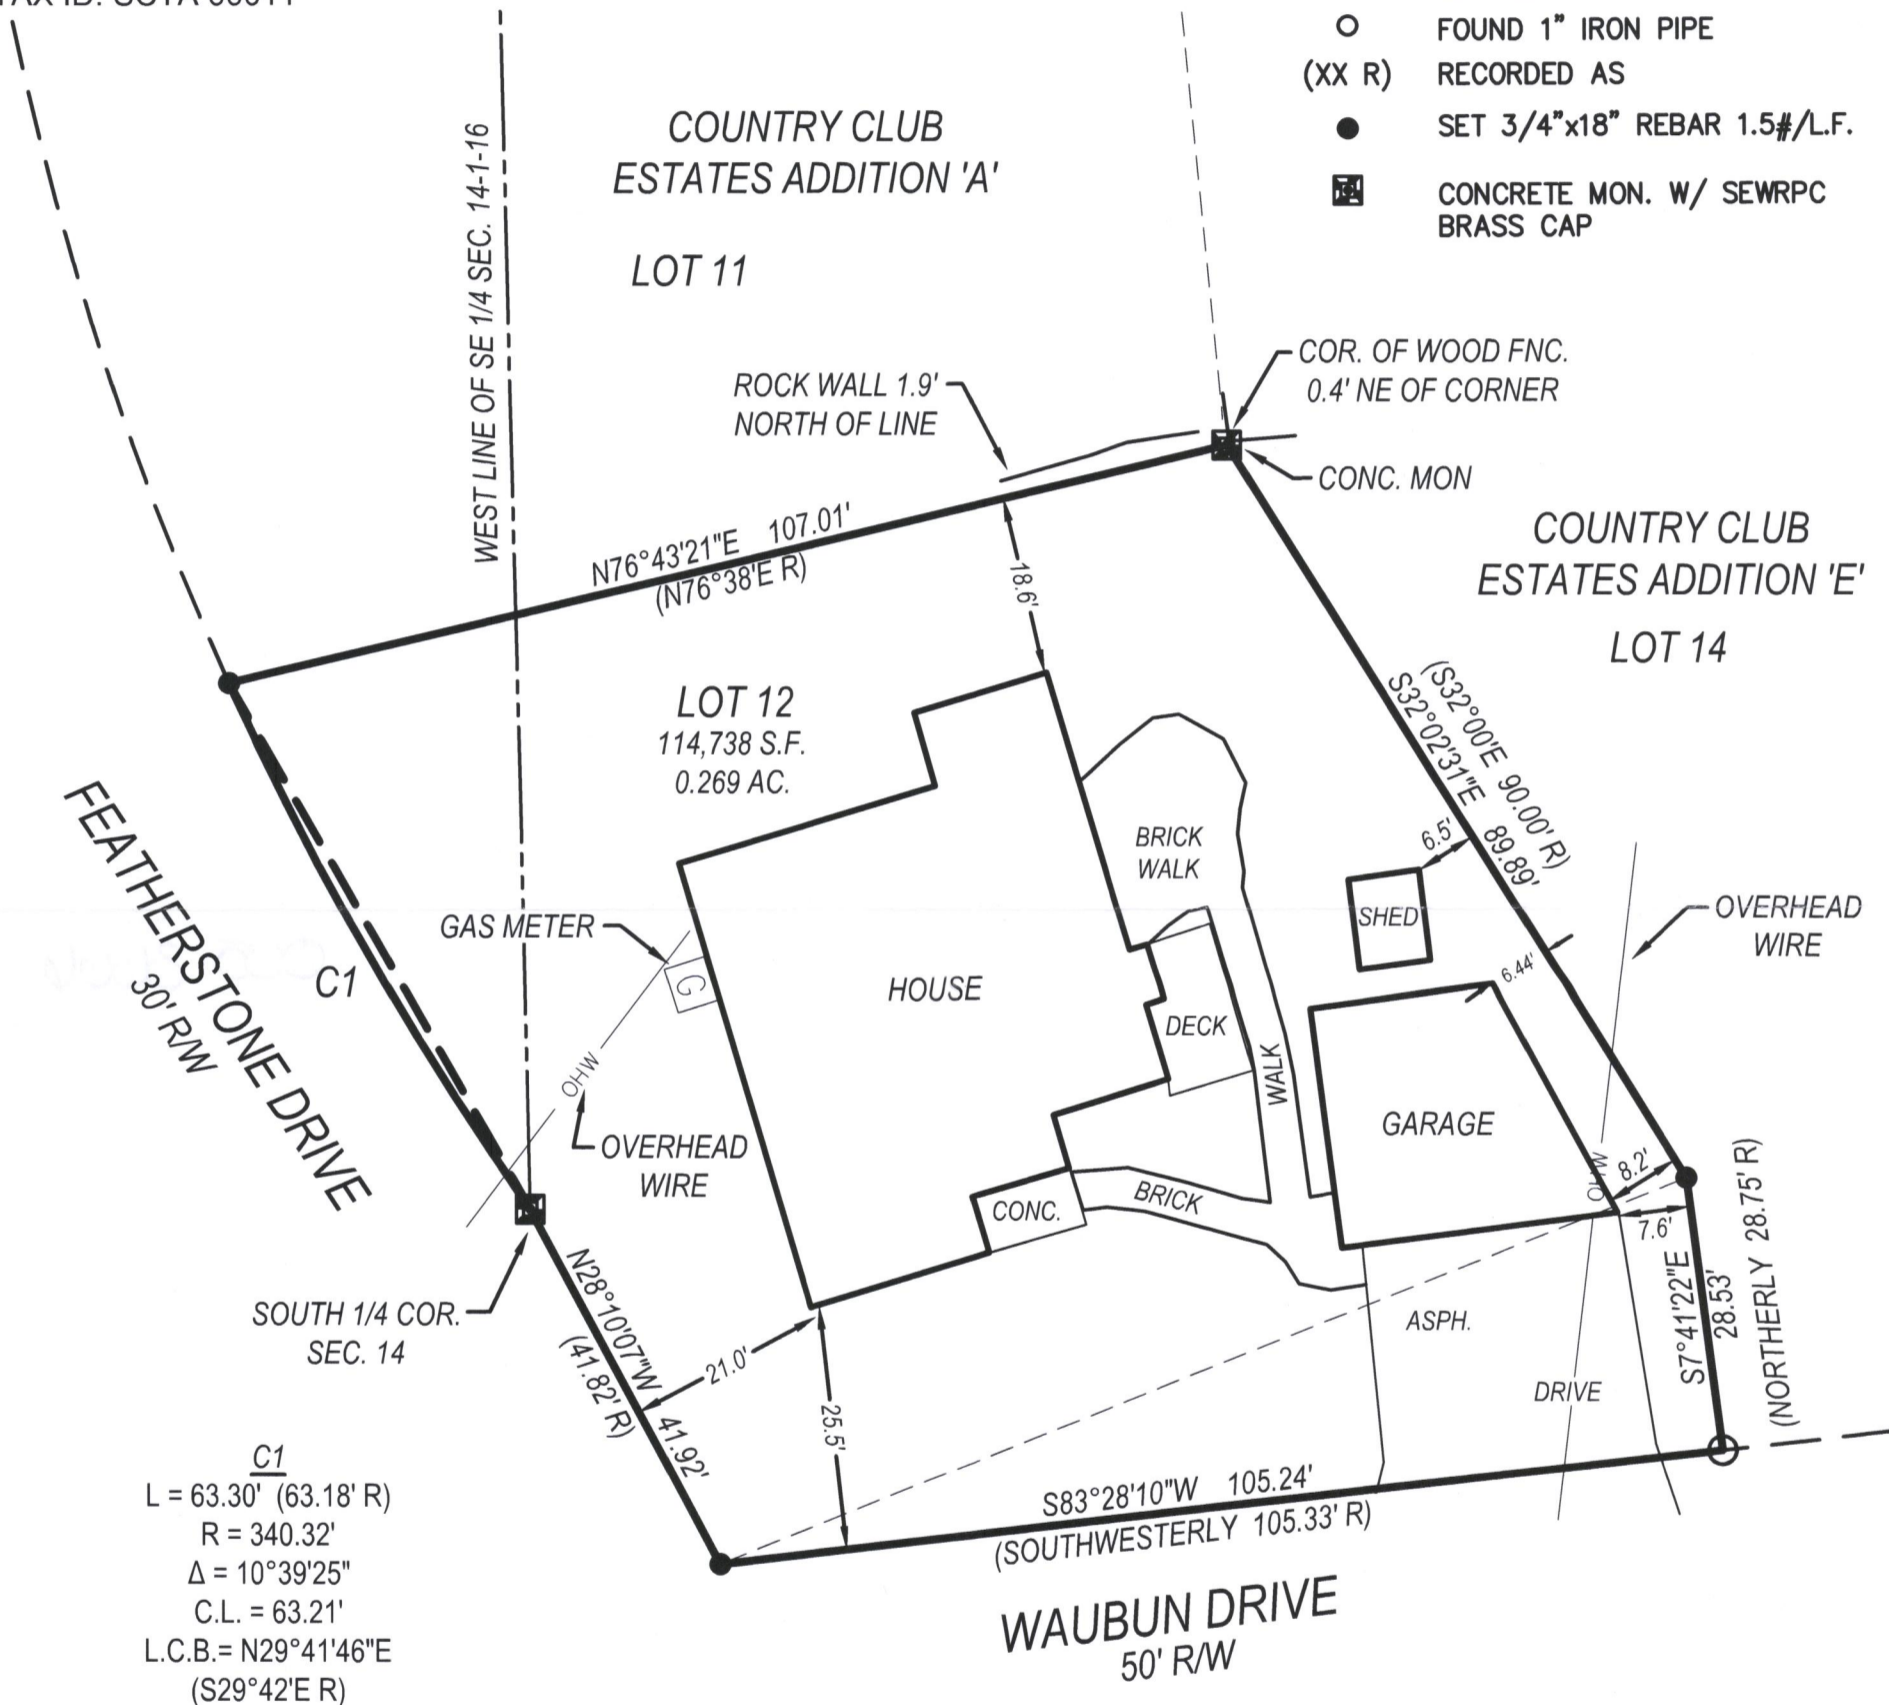 ○ FOUND 1" IRON PIPE
(XX R) RECORDED AS
● SET 3/4"x18" REBAR 1.5#/L.F.
CONCRETE MON. W/ SEWRPC
BRASS CAP
WEST LINE OF SE 1/4 SEC. 14-1-16
COUNTRY CLUB
ESTATES ADDITION 'A'
LOT 11
ROCK WALL 1.9'
NORTH OF LINE
COR. OF WOOD FNC.
0.4' NE OF CORNER
CONC. MON
COUNTRY CLUB
ESTATES ADDITION 'E'
LOT 14
N76°43'21"E 107.01'
(N76°38'E R)
18.6'
LOT 12
114,738 S.F.
0.269 AC.
(S32°00'E 90.00' R)
S32°02'31"E 89.89'
FEATHERSTONE DRIVE
30' R/W
C1
GAS METER
G
OHW
OVERHEAD
WIRE
HOUSE
BRICK
WALK
DECK
WALK
6.5'
SHED
6.44'
OVERHEAD
WIRE
GARAGE
OHW
8.2'
7.6'
CONC.
BRICK
SOUTH 1/4 COR.
SEC. 14
N28°10'07"W 41.92'
(41.82' R)
21.0'
25.5'
ASPH.
DRIVE
S7°41'22"E
28.53'
(NORTHERLY 28.75' R)
S83°28'10"W 105.24'
(SOUTHWESTERLY 105.33' R)
WAUBUN DRIVE
50' R/W
C1
L = 63.30' (63.18' R)
R = 340.32'
Δ = 10°39'25"
C.L. = 63.21'
L.C.B.= N29°41'46"E
(S29°42'E R)